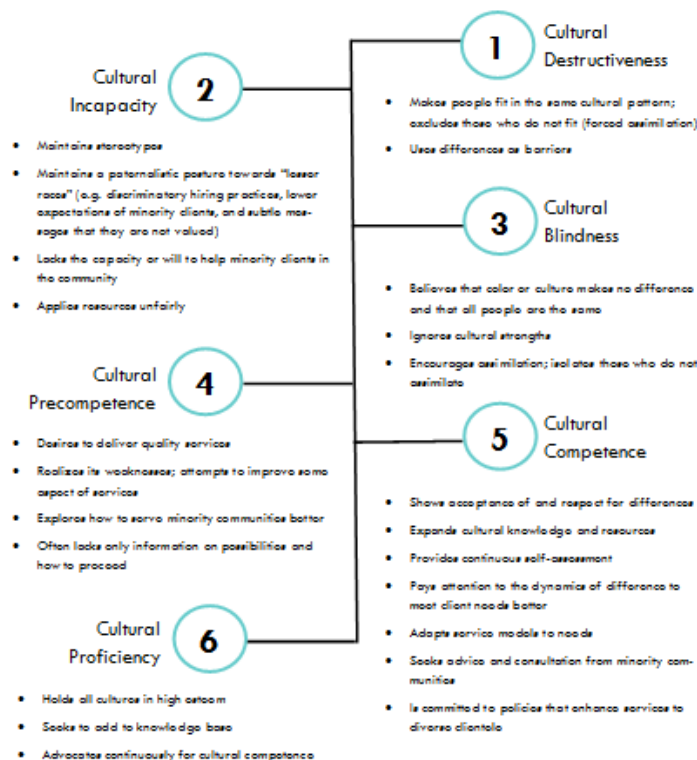 1
Cultural
Destructiveness
• Makes people fit in the same cultural pattern;
excludes those who do not fit (forced assimilation)
• Uses differences as barriers
2
Cultural
Incapacity
• Maintains stereotypes
• Maintains a paternalistic posture towards "lesser
races" (e.g. discriminatory hiring practices, lower
expectations of minority clients, and subtle mes-
sages that they are not valued)
• Lacks the capacity or will to help minority clients in
the community
• Applies resources unfairly
3
Cultural
Blindness
• Believes that color or culture makes no difference
and that all people are the same
• Ignores cultural strengths
• Encourages assimilation; isolates those who do not
assimilate
4
Cultural
Precompetence
• Desires to deliver quality services
• Realizes its weaknesses; attempts to improve some
aspect of services
• Explores how to serve minority communities better
• Often lacks only information on possibilities and
how to proceed
5
Cultural
Competence
• Shows acceptance of and respect for differences
• Expands cultural knowledge and resources
• Provides continuous self-assessment
• Pays attention to the dynamics of difference to
meet client needs better
• Adapts service models to needs
• Seeks advice and consultation from minority com-
munities
• Is committed to policies that enhance services to
diverse clientele
6
Cultural
Proficiency
• Holds all cultures in high esteem
• Seeks to add to knowledge base
• Advocates continuously for cultural competence